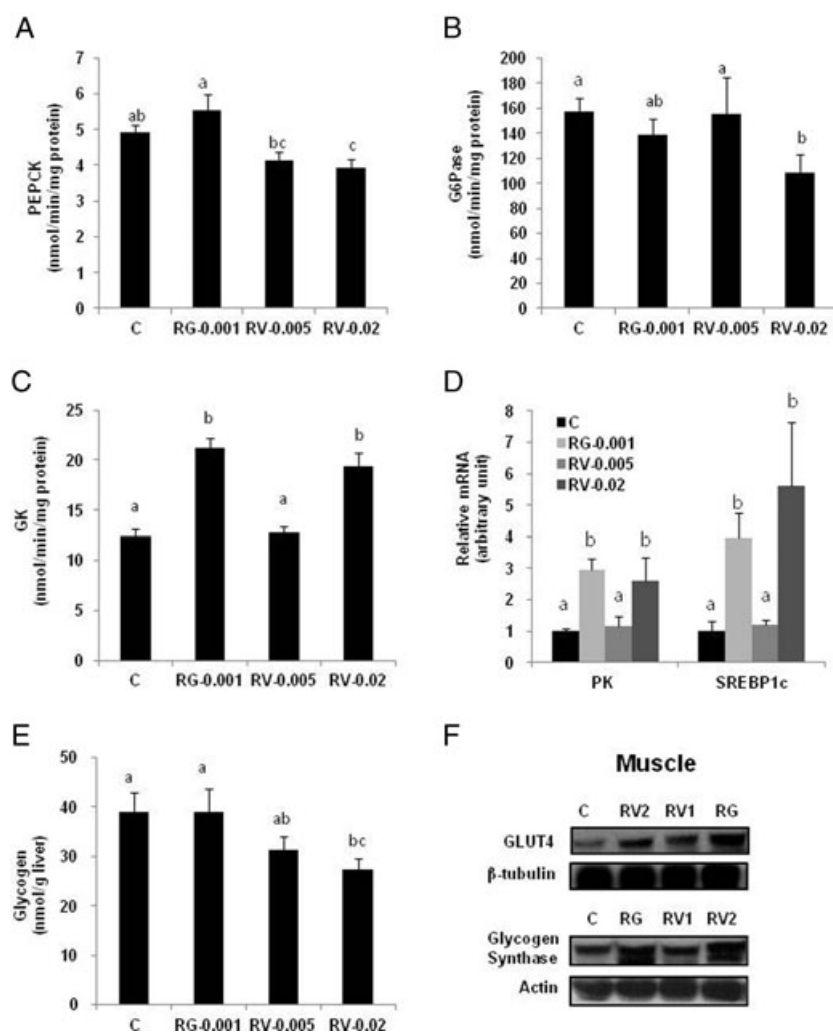 A
PEPCK
(nmol/min/mg protein)
7
6
5
4
3
2
1
0
ab
a
bc
c
C RG-0.001 RV-0.005 RV-0.02
B
G6Pase
(nmol/min/mg protein)
200
180
160
140
120
100
80
60
40
20
0
a
ab
a
b
C RG-0.001 RV-0.005 RV-0.02
C
GK
(nmol/min/mg protein)
25
20
15
10
5
0
a
b
a
b
C RG-0.001 RV-0.005 RV-0.02
D
Relative mRNA
(arbitrary unit)
8
7
6
5
4
3
2
1
0
C
RG-0.001
RV-0.005
RV-0.02
a b a b a b a b
PK SREBP1c
E
Glycogen
(nmol/g liver)
50
40
30
20
10
0
a
a
ab
bc
C RG-0.001 RV-0.005 RV-0.02
F
Muscle
C RV2 RV1 RG
GLUT4
β-tubulin
C RG RV1 RV2
Glycogen
Synthase
Actin